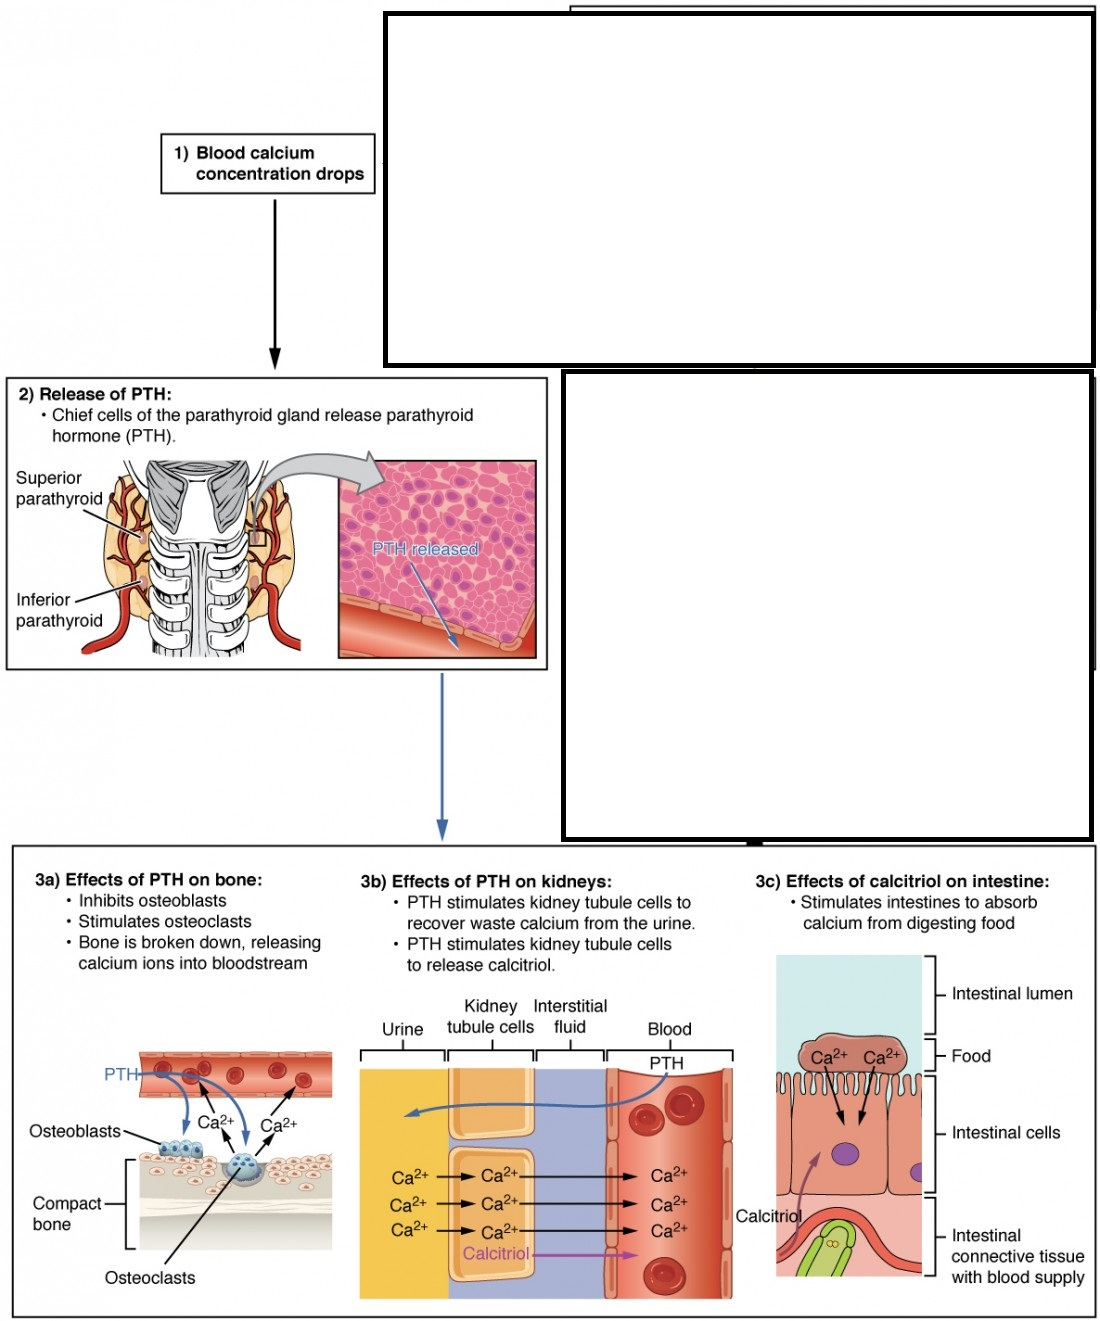 1) Blood calcium
concentration drops
2) Release of PTH:
• Chief cells of the parathyroid gland release parathyroid
hormone (PTH).
Superior
parathyroid
PTH released
Inferior
parathyroid
3a) Effects of PTH on bone:
• Inhibits osteoblasts
• Stimulates osteoclasts
• Bone is broken down, releasing
calcium ions into bloodstream
PTH
Ca2+
Ca2+
Osteoblasts
Compact
bone
Osteoclasts
3b) Effects of PTH on kidneys:
• PTH stimulates kidney tubule cells to
recover waste calcium from the urine.
• PTH stimulates kidney tubule cells
to release calcitriol.
Urine
Kidney
tubule cells
Interstitial
fluid
Blood
PTH
Ca2+ Ca2+ Ca2+
Ca2+ Ca2+ Ca2+
Ca2+ Ca2+ Ca2+
Calcitriol
3c) Effects of calcitriol on intestine:
• Stimulates intestines to absorb
calcium from digesting food
Intestinal lumen
Ca2+ Ca2+
Food
Intestinal cells
Calcitriol
Intestinal
connective tissue
with blood supply